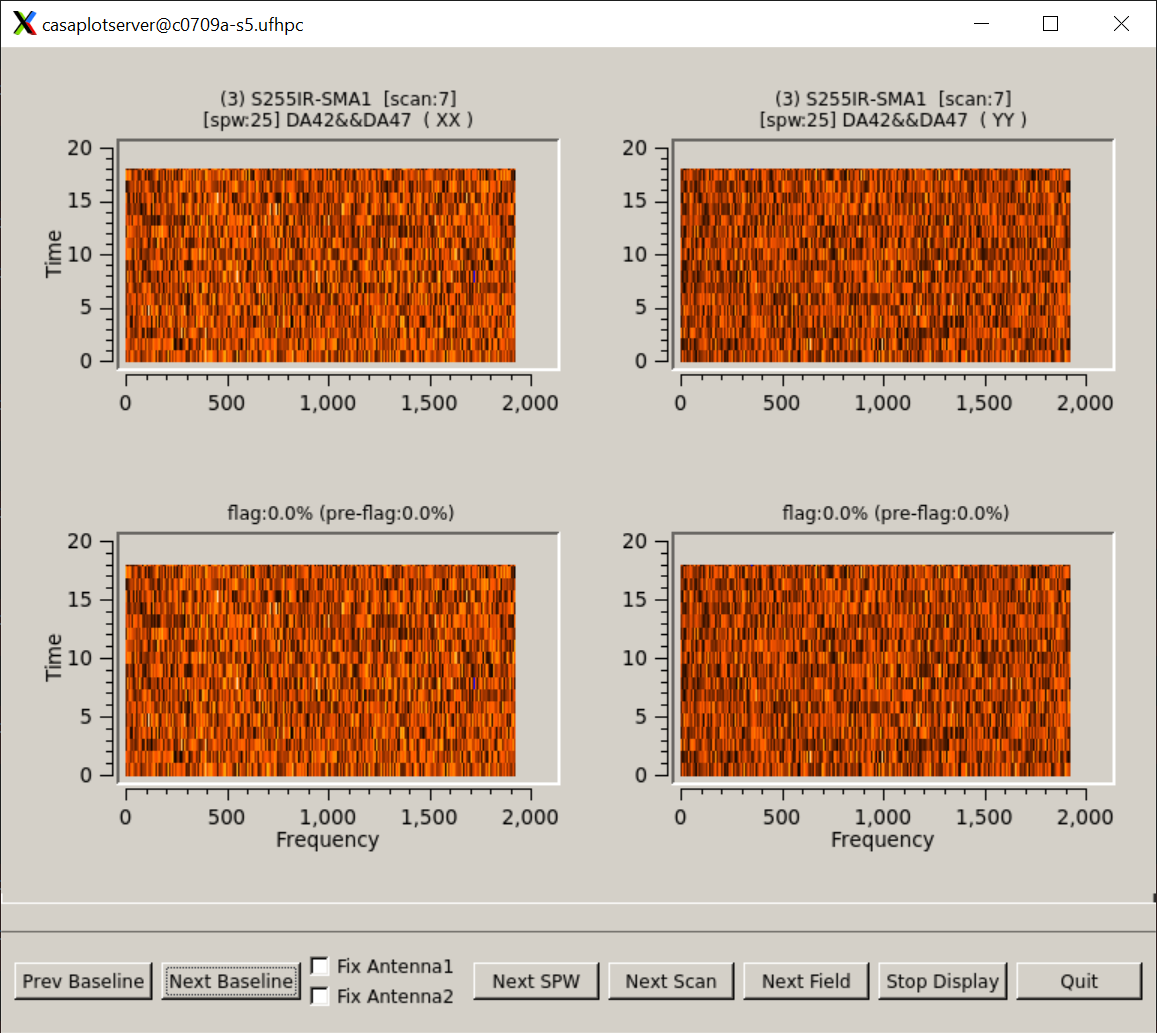 casaplotserver@c0709a-s5.ufhpc
(3) S255IR-SMA1 [scan:7]
[spw:25] DA42&&DA47 ( XX )
20
15
10
5
0
Time
0 500 1,000 1,500 2,000
(3) S255IR-SMA1 [scan:7]
[spw:25] DA42&&DA47 ( YY )
20
15
10
5
0
0 500 1,000 1,500 2,000
flag:0.0% (pre-flag:0.0%)
20
15
10
5
0
Time
0 500 1,000 1,500 2,000
Frequency
flag:0.0% (pre-flag:0.0%)
20
15
10
5
0
0 500 1,000 1,500 2,000
Frequency
Prev Baseline
Next Baseline
Fix Antenna1
Fix Antenna2
Next SPW
Next Scan
Next Field
Stop Display
Quit